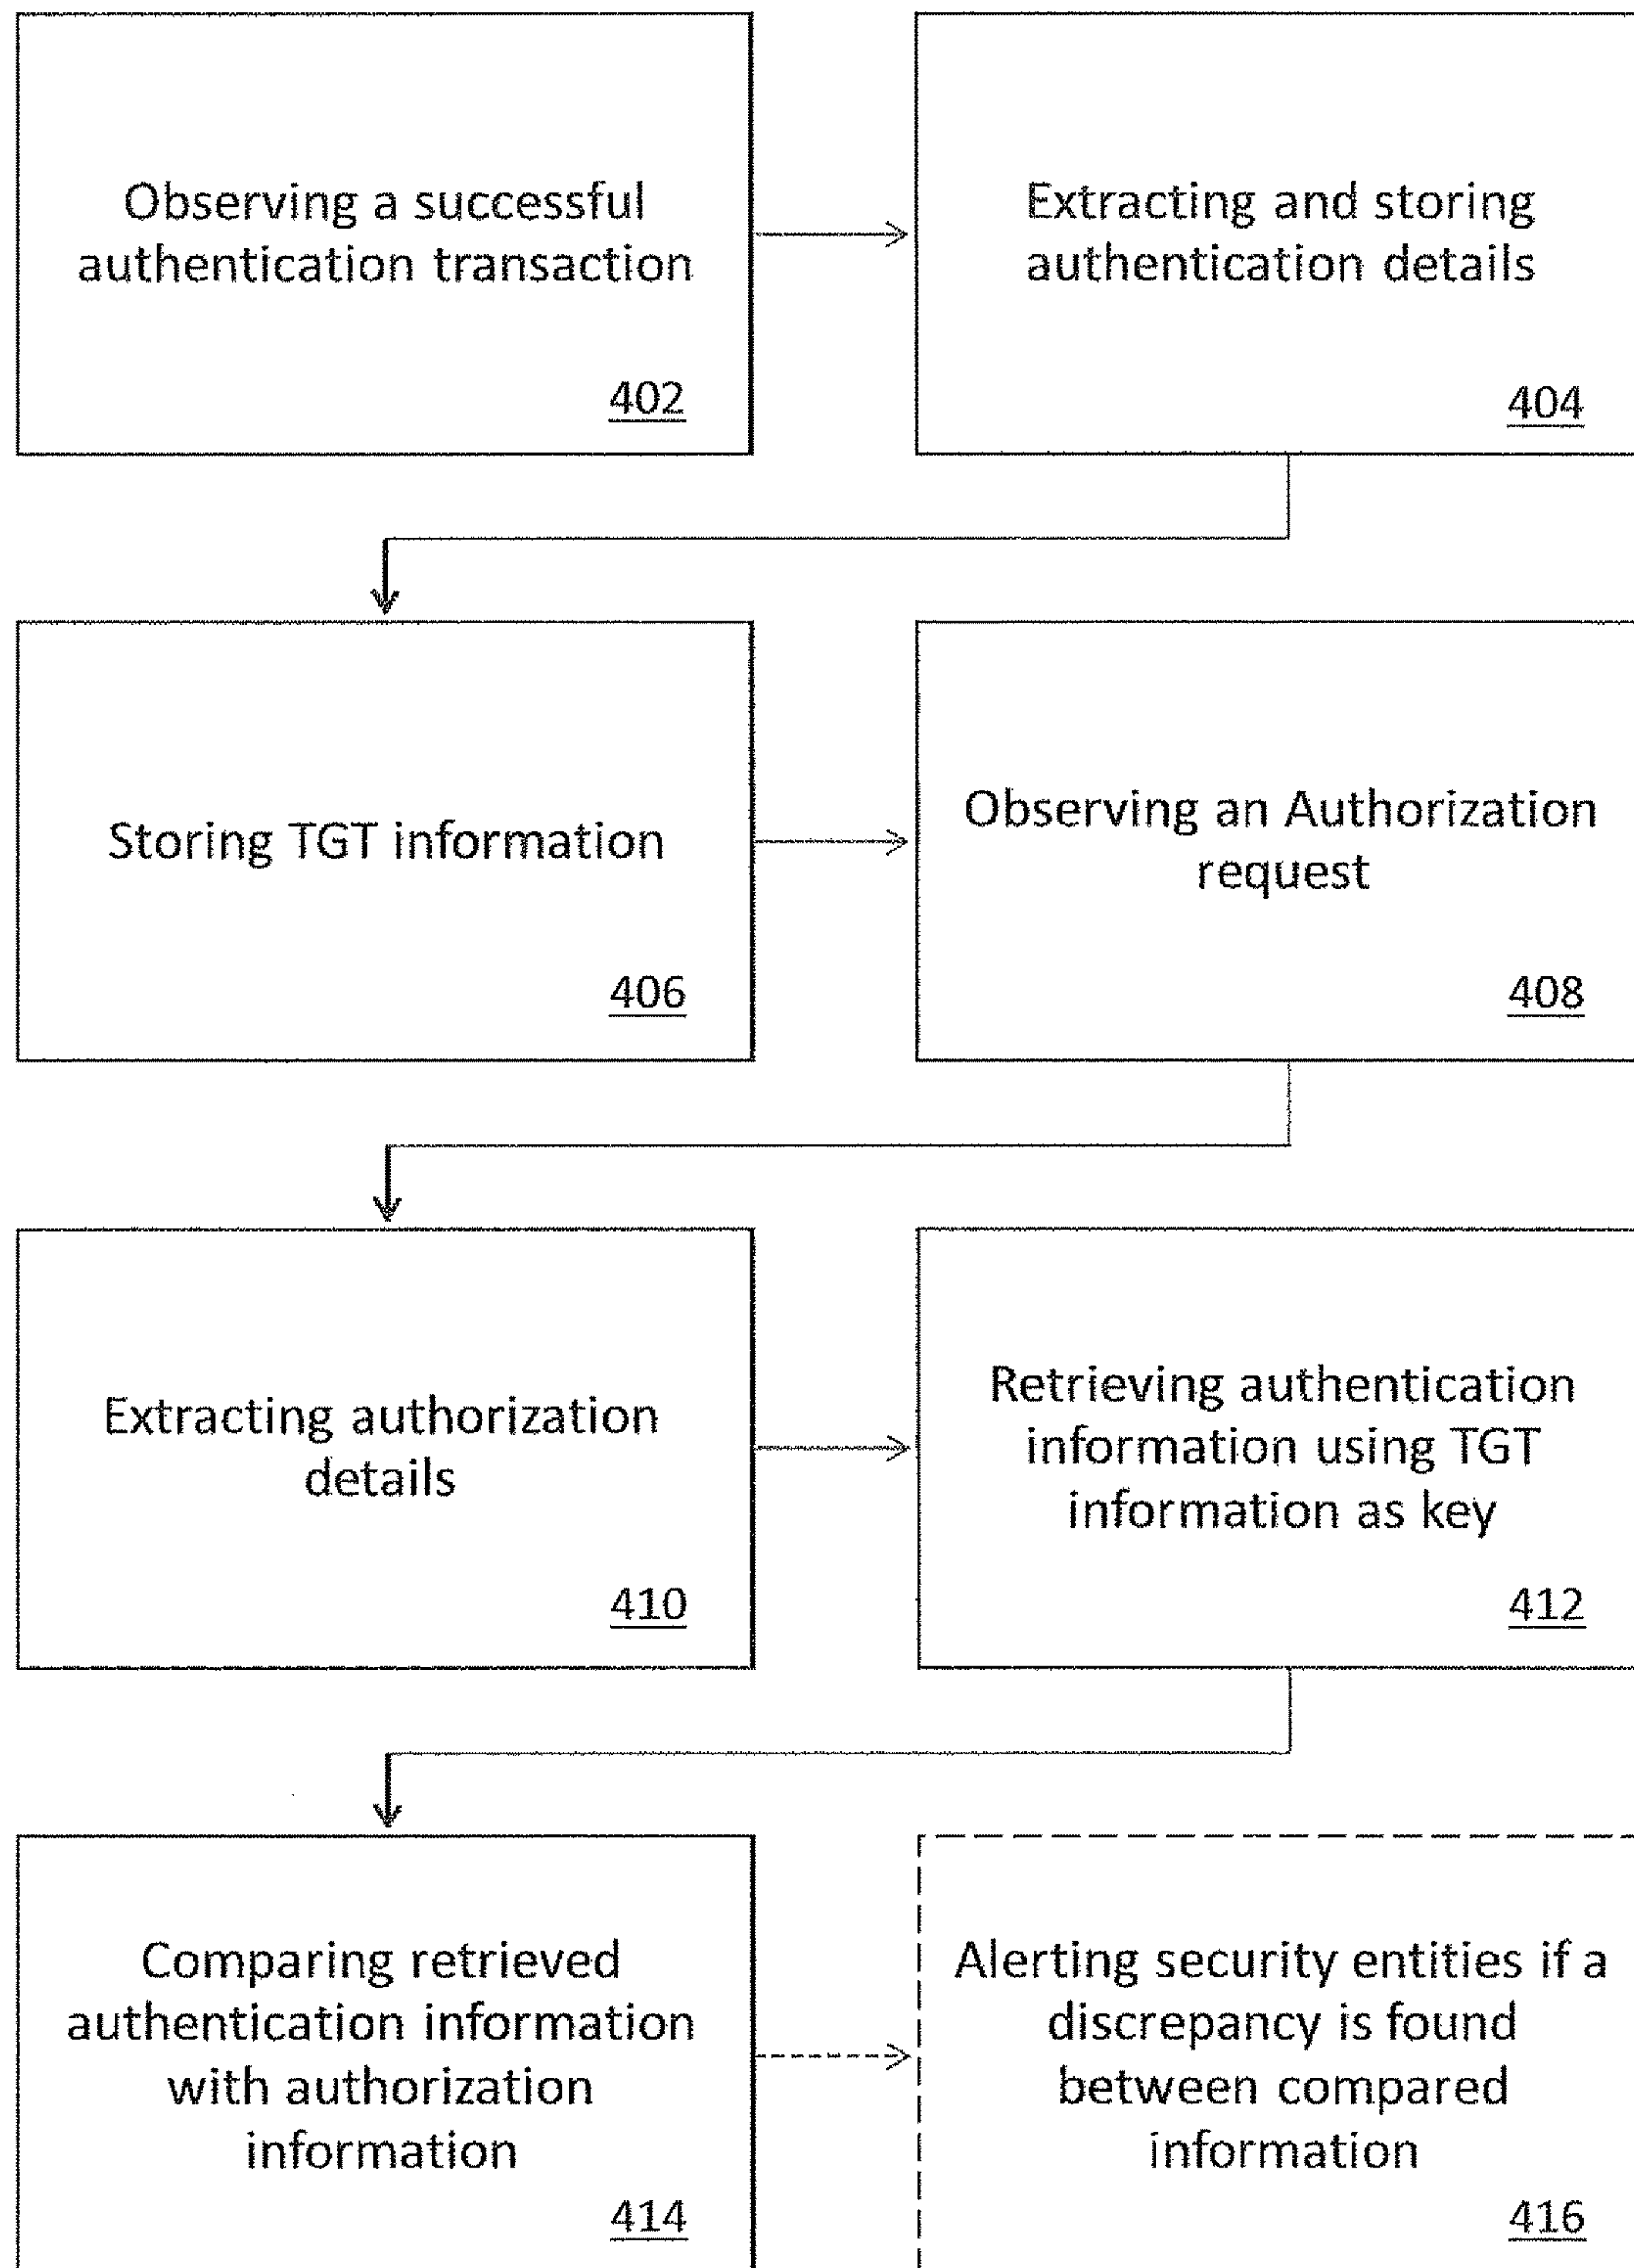 Observing a successful
authentication transaction
402
Extracting and storing
authentication details
404
Storing TGT information
406
Observing an Authorization
request
408
Extracting authorization
details
410
Retrieving authentication
information using TGT
information as key
412
Comparing retrieved
authentication information
with authorization
information
414
Alerting security entities if a
discrepancy is found
between compared
information
416